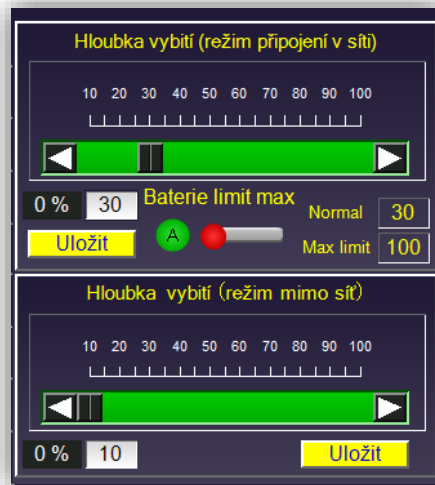 Hloubka vybití (režim připojení v síti)
10 20 30 40 50 60 70 80 90 100
0 % 30 Baterie limit max Normal 30
Uložit A Max limit 100
Hloubka vybití (režim mimo síť)
10 20 30 40 50 60 70 80 90 100
0 % 10 Uložit